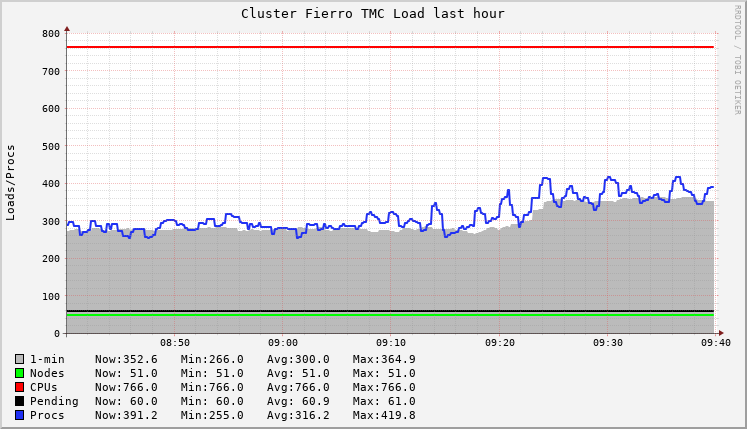 Cluster Fierro TMC Load last hour
RRDTOOL / TOBI OETIKER
Loads/Procs
800
700
600
500
400
300
200
100
0
08:50 09:00 09:10 09:20 09:30 09:40
1-min Now:352.6 Min:266.0 Avg:300.0 Max:364.9
Nodes Now: 51.0 Min: 51.0 Avg: 51.0 Max: 51.0
CPUs Now:766.0 Min:766.0 Avg:766.0 Max:766.0
Pending Now: 60.0 Min: 60.0 Avg: 60.9 Max: 61.0
Procs Now:391.2 Min:255.0 Avg:316.2 Max:419.8